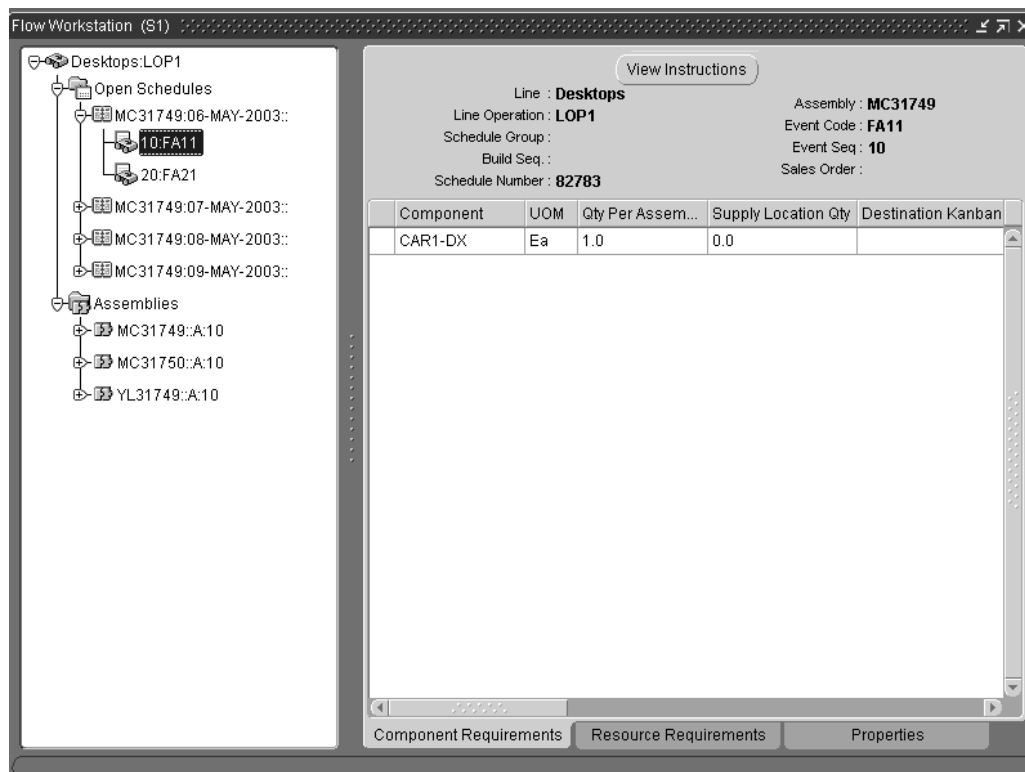 Flow Workstation (S1)
Desktops:LOP1
Open Schedules
MC31749:06-MAY-2003::
10:FA11
20:FA21
MC31749:07-MAY-2003::
MC31749:08-MAY-2003::
MC31749:09-MAY-2003::
Assemblies
MC31749::A:10
MC31750::A:10
YL31749::A:10
View Instructions
Line : Desktops
Line Operation : LOP1
Schedule Group :
Build Seq. :
Schedule Number : 82783
Assembly : MC31749
Event Code : FA11
Event Seq : 10
Sales Order :
Component UOM Qty Per Assem... Supply Location Qty Destination Kanban
CAR1-DX Ea 1.0 0.0
Component Requirements Resource Requirements Properties